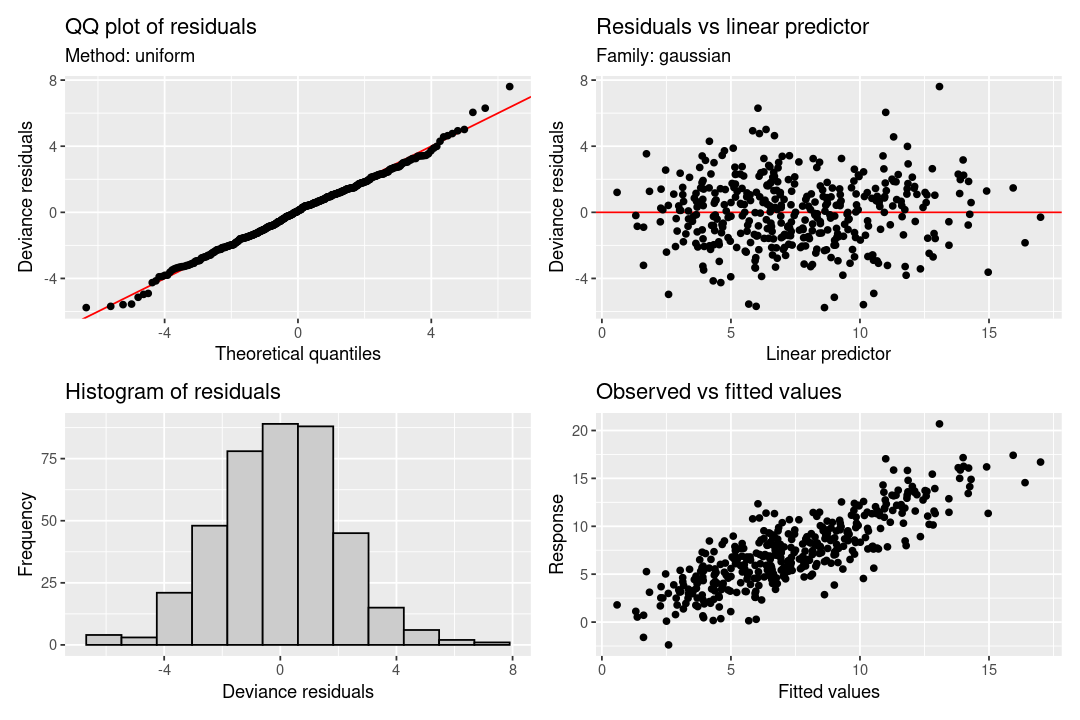 QQ plot of residuals
Method: uniform
8
4
0
-4
Deviance residuals
-4
0
4
Theoretical quantiles
Residuals vs linear predictor
Family: gaussian
8
4
0
-4
Deviance residuals
0
5
10
15
Linear predictor
Histogram of residuals
75
50
25
0
Frequency
-4
0
4
8
Deviance residuals
Observed vs fitted values
20
15
10
5
0
Response
0
5
10
15
Fitted values